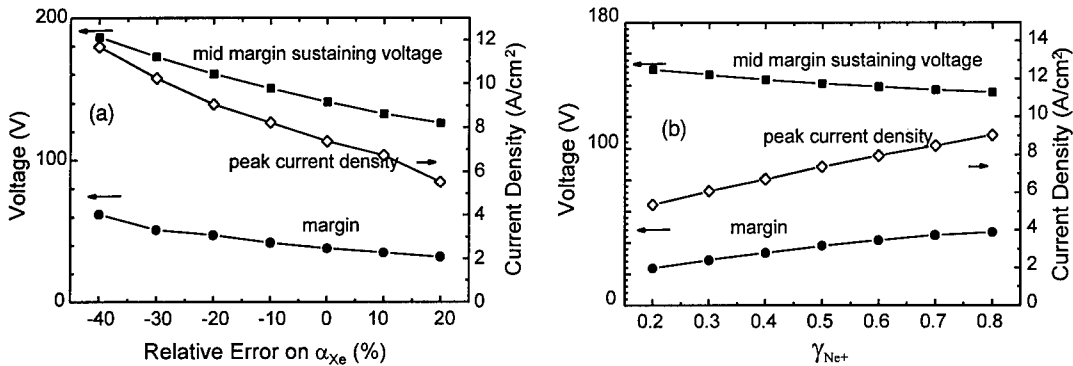 200
100
0
Voltage (V)
(a)
mid margin sustaining voltage
peak current density
margin
12
10
8
6
4
2
0
Current Density (A/cm²)
-40 -30 -20 -10 0 10 20
Relative Error on αXe (%)
180
100
0
Voltage (V)
(b)
mid margin sustaining voltage
peak current density
margin
14
12
10
8
6
4
2
0
Current Density (A/cm²)
0.2 0.3 0.4 0.5 0.6 0.7 0.8
γNe+